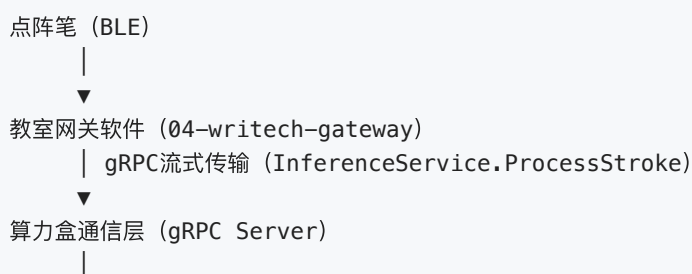 点阵笔（BLE）
│
▼
教室网关软件（04-writech-gateway）
│ gRPC流式传输（InferenceService.ProcessStroke）
▼
算力盒通信层（gRPC Server）
│